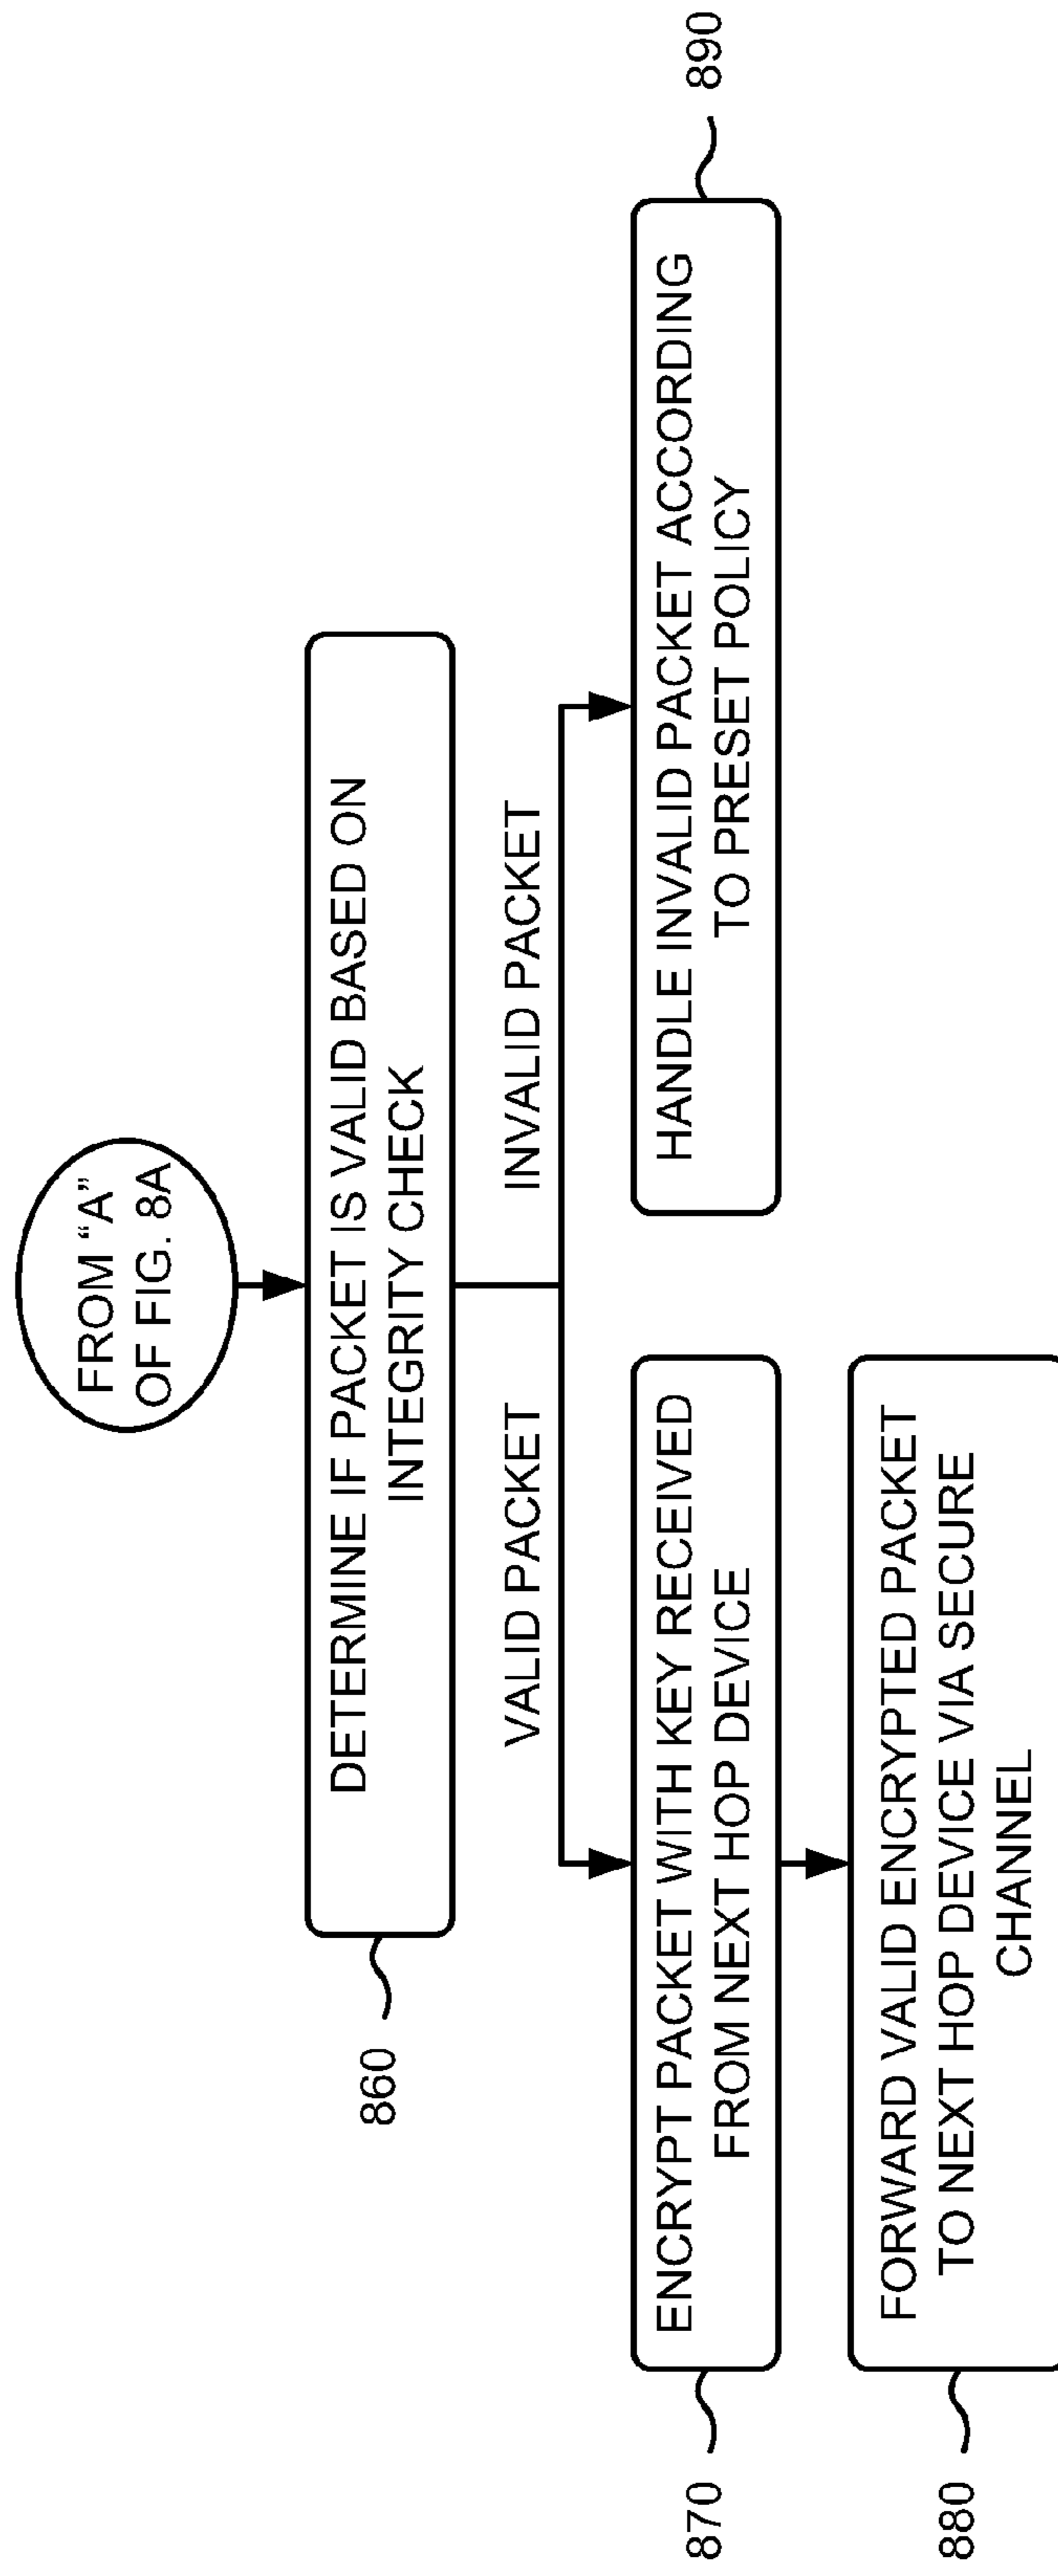 FROM “A”
OF FIG. 8A
860
DETERMINE IF PACKET IS VALID BASED ON
INTEGRITY CHECK
VALID PACKET
INVALID PACKET
870
ENCRYPT PACKET WITH KEY RECEIVED
FROM NEXT HOP DEVICE
HANDLE INVALID PACKET ACCORDING
TO PRESET POLICY
890
880
FORWARD VALID ENCRYPTED PACKET
TO NEXT HOP DEVICE VIA SECURE
CHANNEL